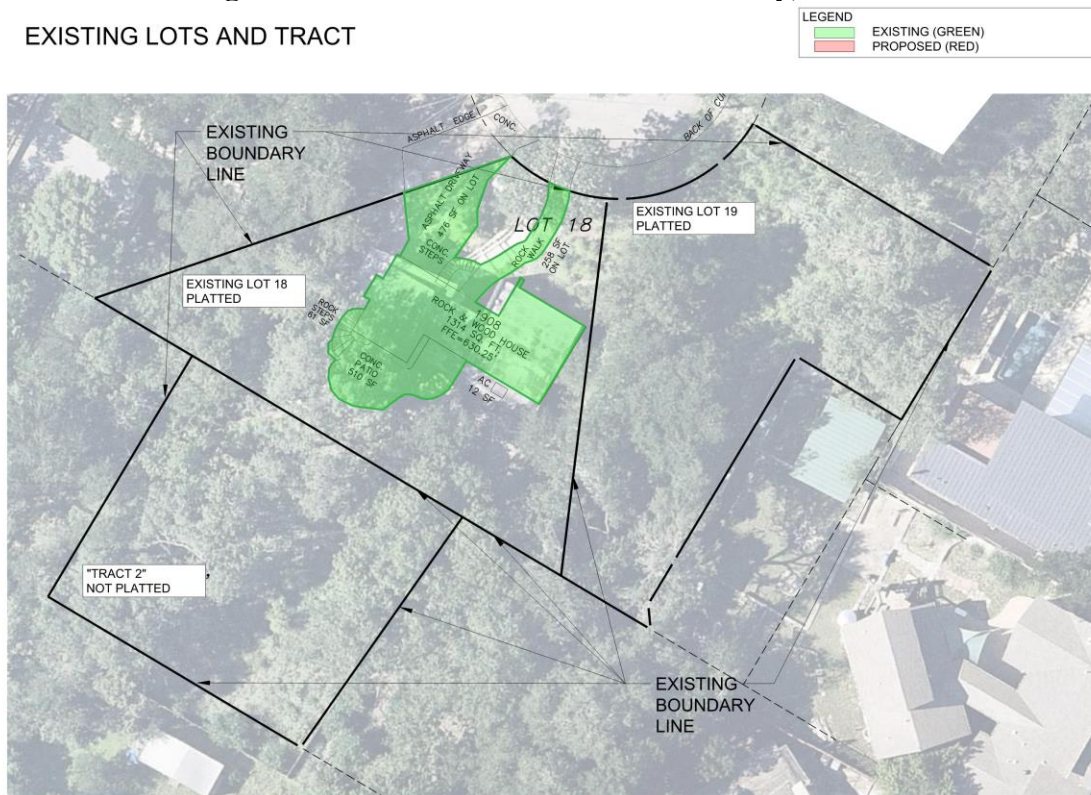 EXISTING LOTS AND TRACT
LEGEND
EXISTING (GREEN)
PROPOSED (RED)
EXISTING
BOUNDARY
LINE
ASPHALT EDGE
CONC.
BACK OF
ASPHALT DRIVEWAY
476 SF ON LOT
LOT 18
EXISTING LOT 19
PLATTED
CONC.
STEPS
ROCK
WALK
258 SF
ON LOT
EXISTING LOT 18
PLATTED
ROCK
STEPS
61 SF
1908
ROCK & WOOD HOUSE
1314 SQ. FT.
FFE=630.25'
CONC.
PATIO
510 SF
AC
12 SF
"TRACT 2"
NOT PLATTED
EXISTING
BOUNDARY
LINE